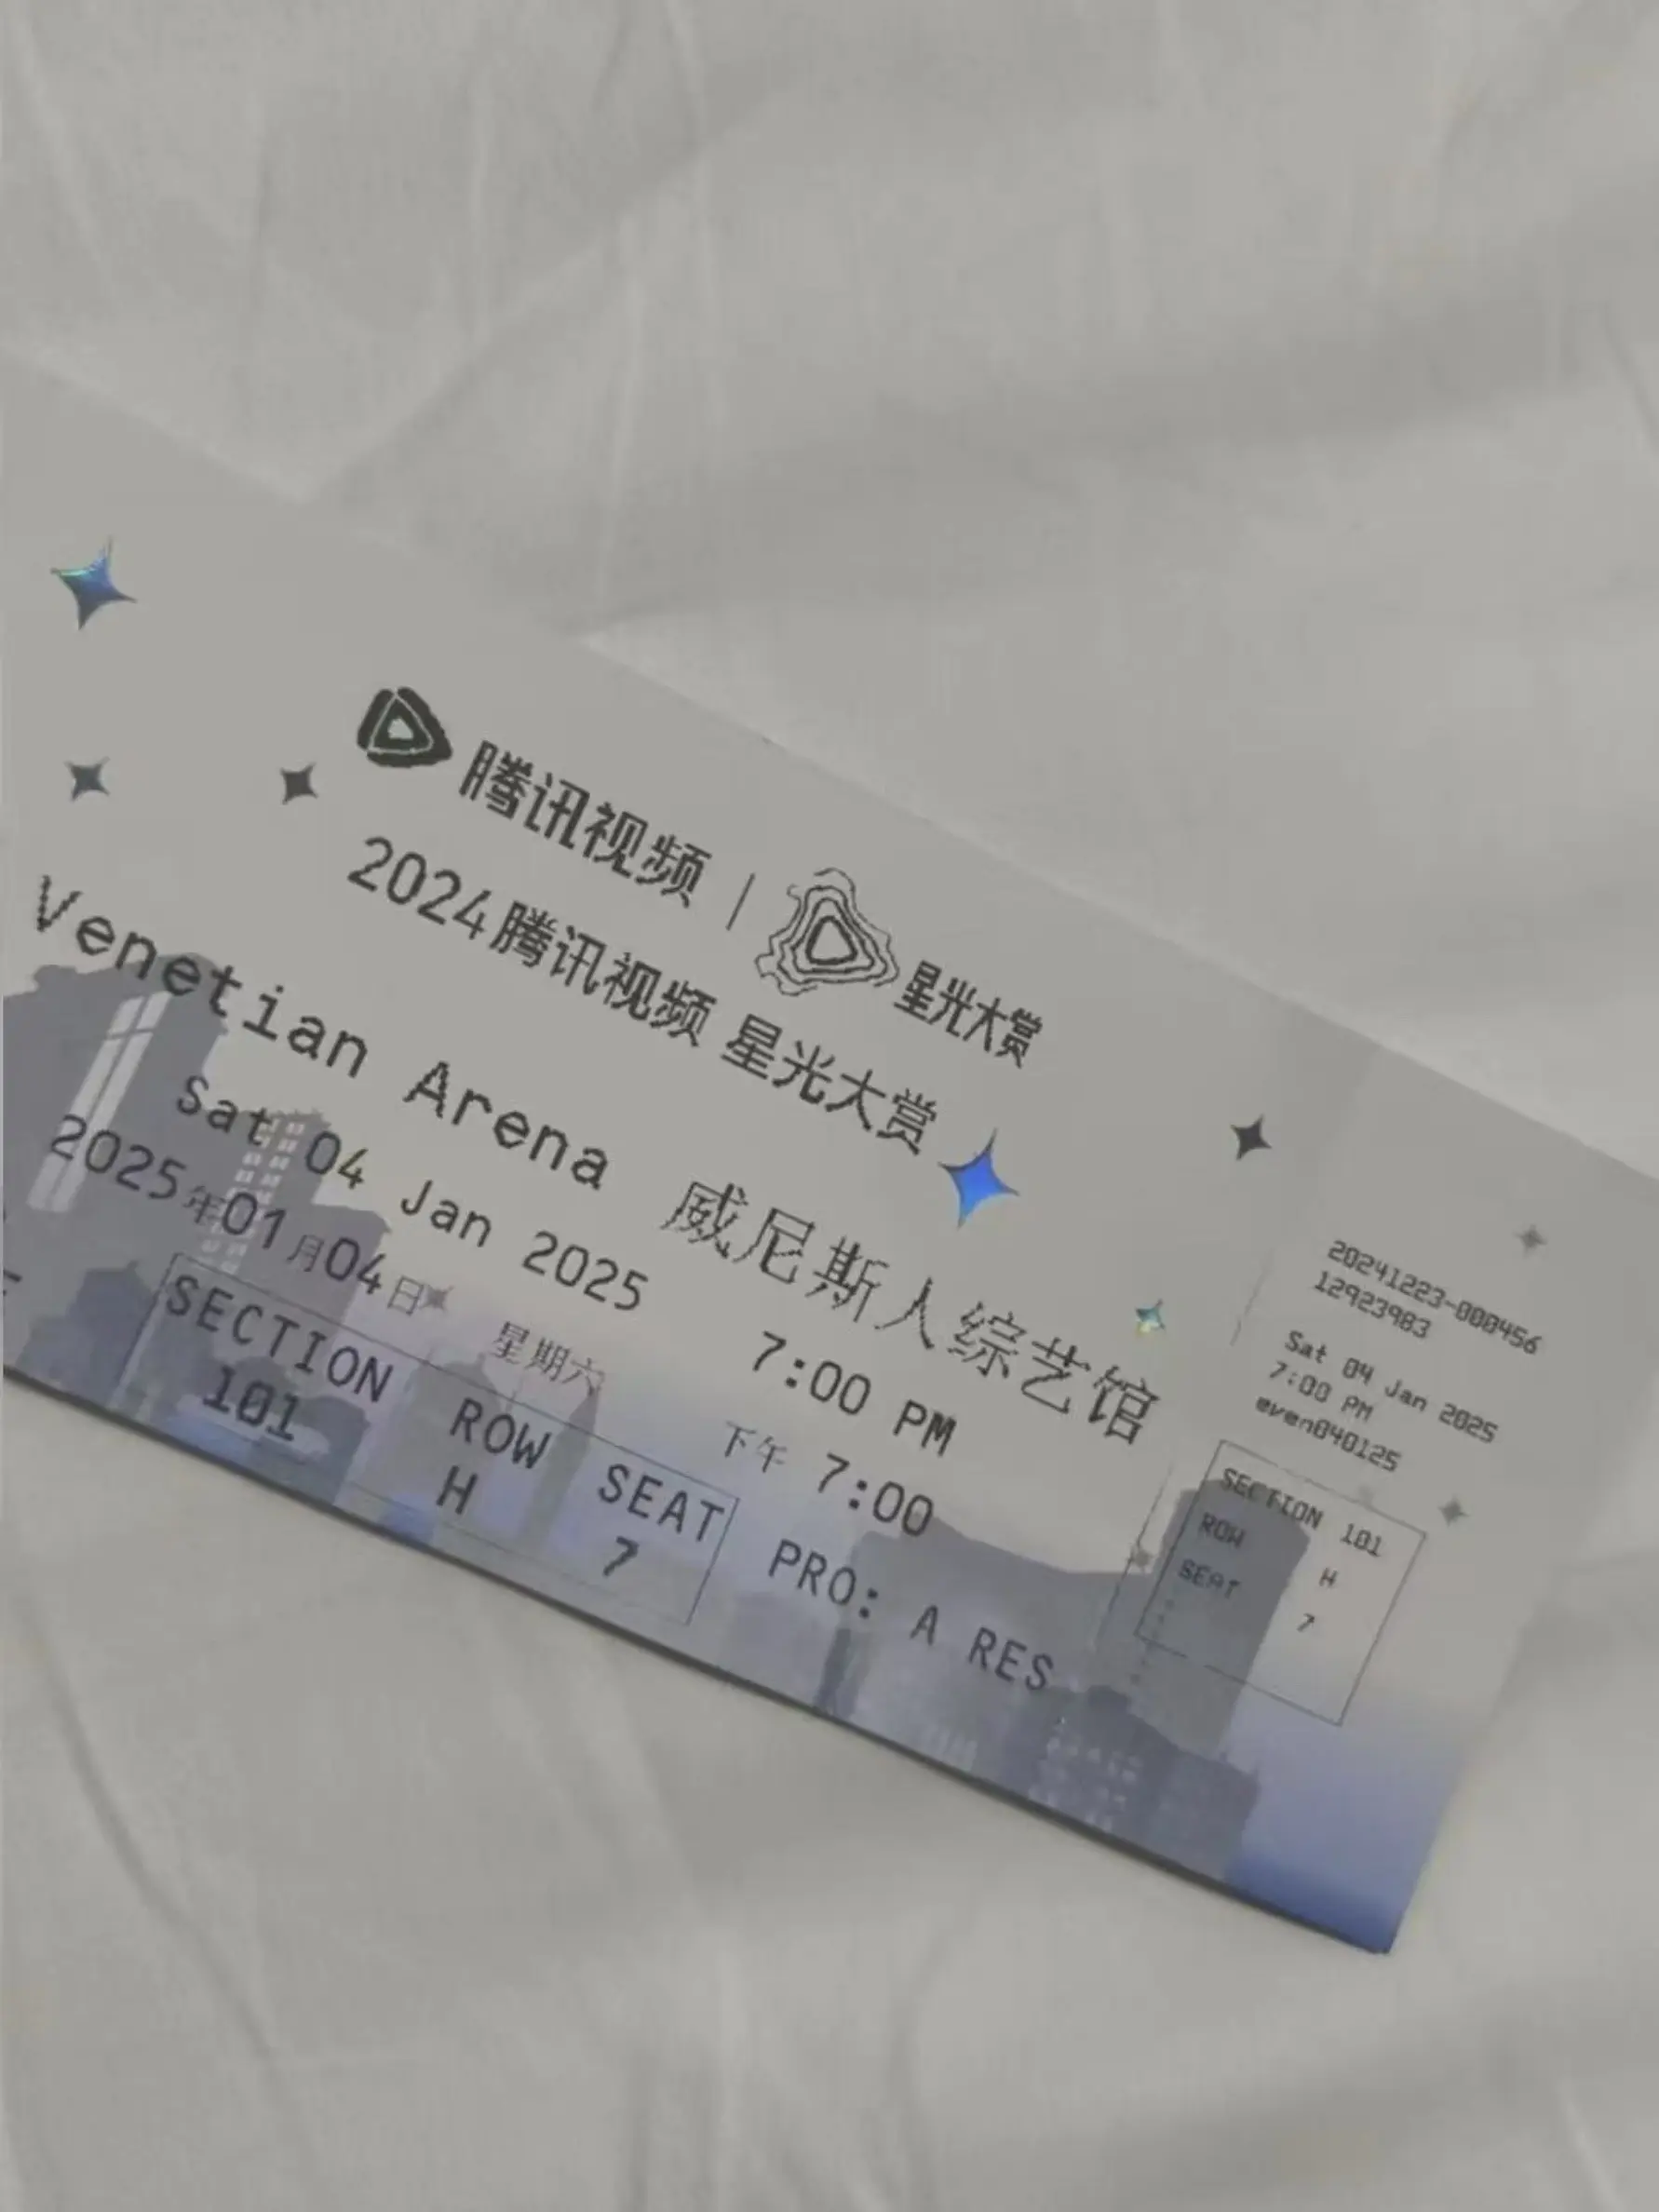 腾讯视频 | 星光大赏
2024腾讯视频 星光大赏
Venetian Arena 威尼斯人综艺馆
Sat 04 Jan 2025 7:00 PM
2025年01月04日 星期六 下午 7:00
SECTION ROW SEAT
101 H 7
PRO: A RES
20241223-000456
12923983
Sat 04 Jan 2025
7:00 PM
even040125
SECTION 101
ROW H
SEAT 7